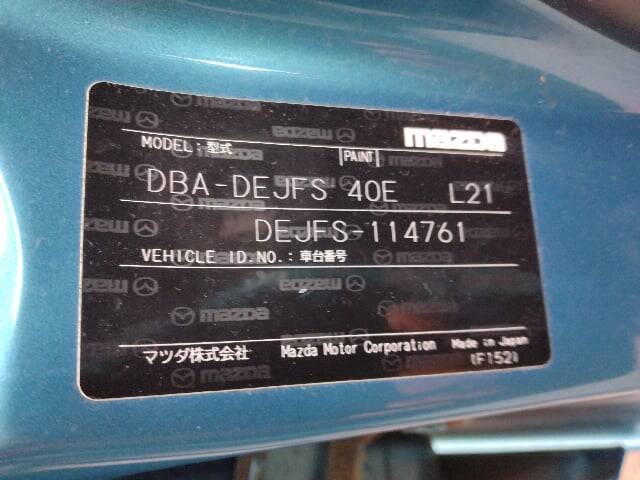 mazda
MODEL:型式 PAINT
DBA-DEJFS 40E L21
DEJFS-114761
VEHICLE ID.NO.:車台番号
マツダ株式会社 Mazda Motor Corporation Made in Japan
(F152)